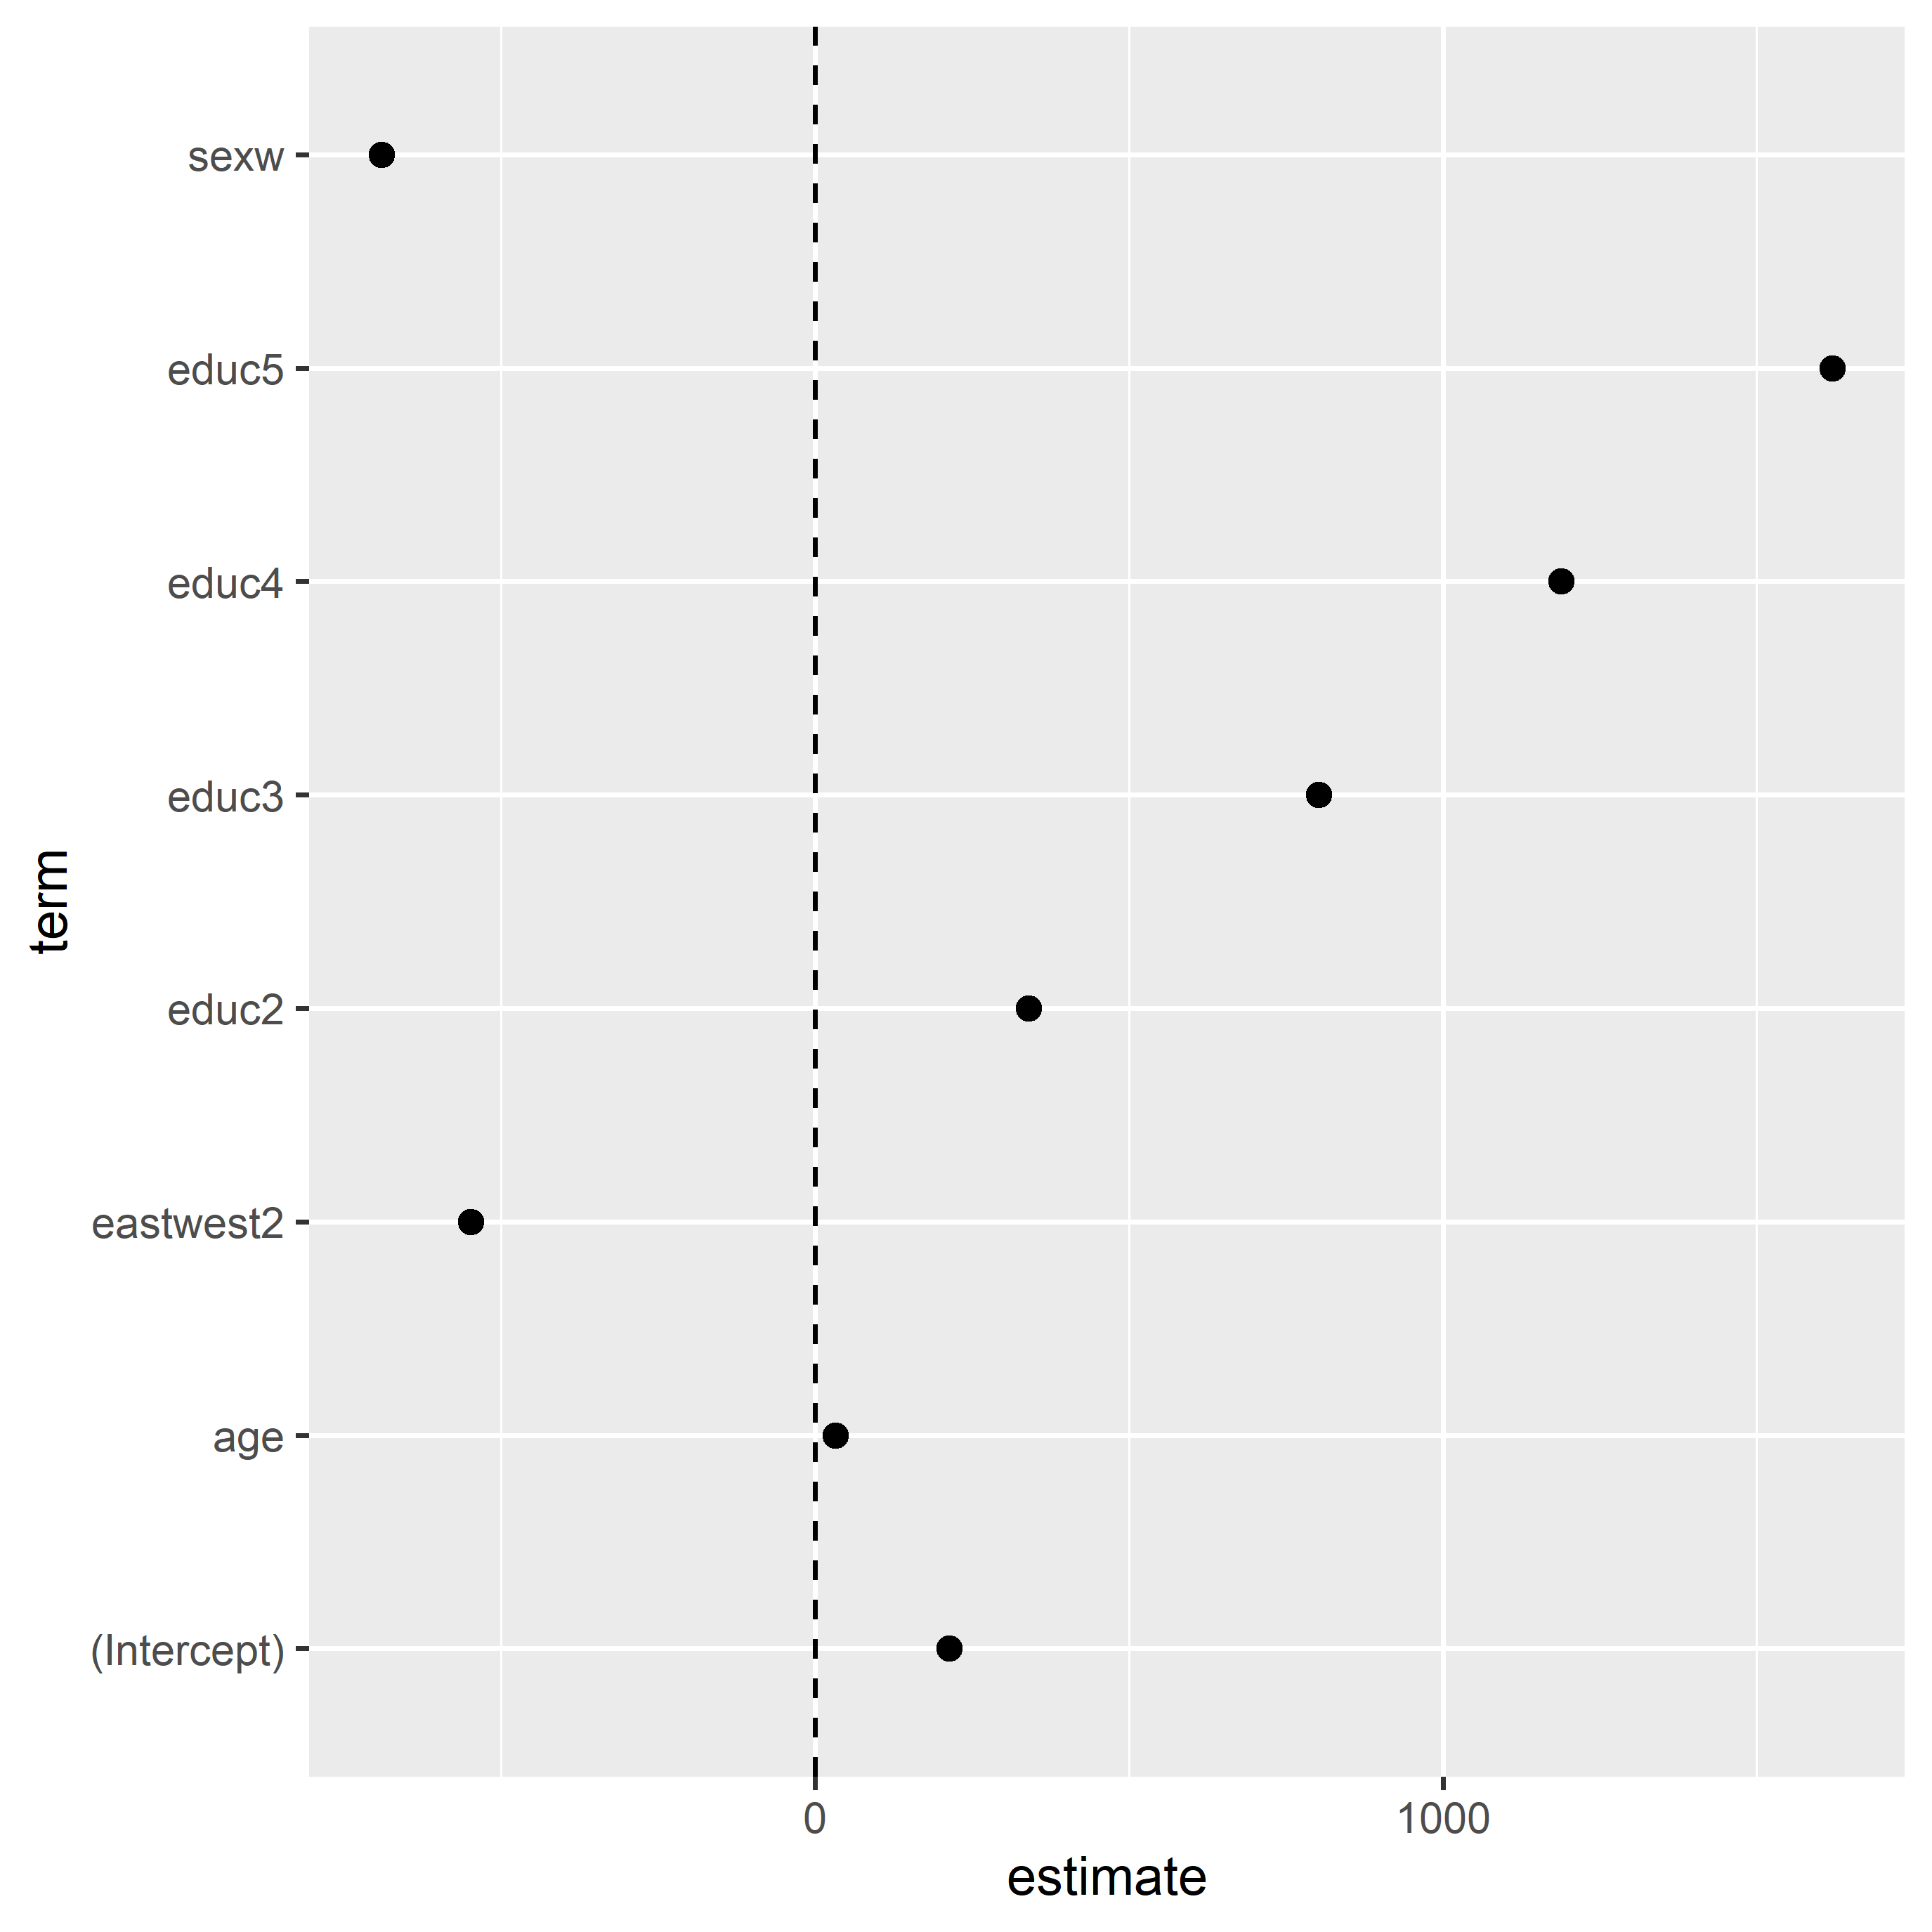 sexw
educ5
educ4
educ3
educ2
eastwest2
age
(Intercept)
term
0 1000
estimate